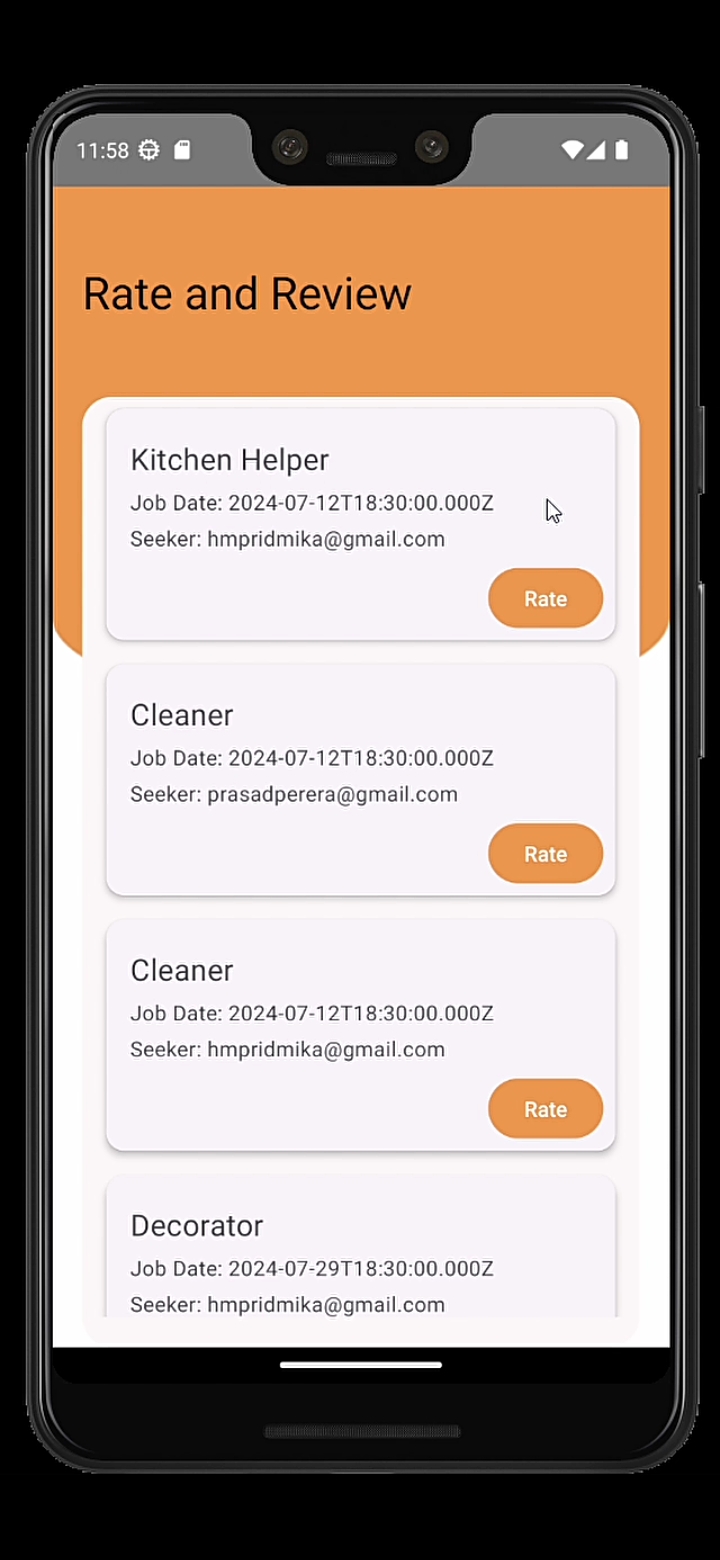 11:58
Rate and Review
Kitchen Helper
Job Date: 2024-07-12T18:30:00.000Z
Seeker: hmpridmika@gmail.com
Rate
Cleaner
Job Date: 2024-07-12T18:30:00.000Z
Seeker: prasadperera@gmail.com
Rate
Cleaner
Job Date: 2024-07-12T18:30:00.000Z
Seeker: hmpridmika@gmail.com
Rate
Decorator
Job Date: 2024-07-29T18:30:00.000Z
Seeker: hmpridmika@gmail.com